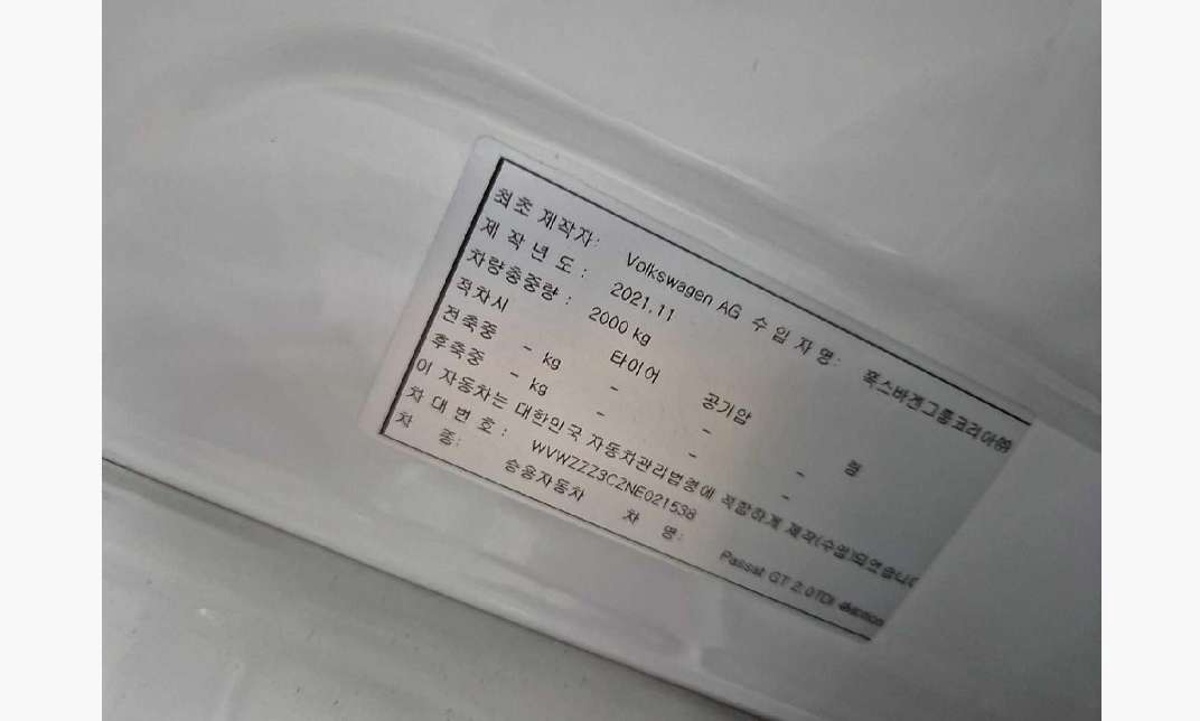 최초 제작자: Volkswagen AG 수 입 자 명: 폭스바겐그룹코리아㈜
제 작 년 도 : 2021.11
차량총중량 : 2000 kg
적차시 타이어 공기압
전축중 - kg - - - 봄
후축중 - kg - - -
이 자동차는 대한민국 자동차관리법령에 적합하게 제작(수입)되었습니다
차 대 번 호 : WVWZZZ3CZNE021538
차 종: 승용자동차 차 명: Passat GT 2.0TDI